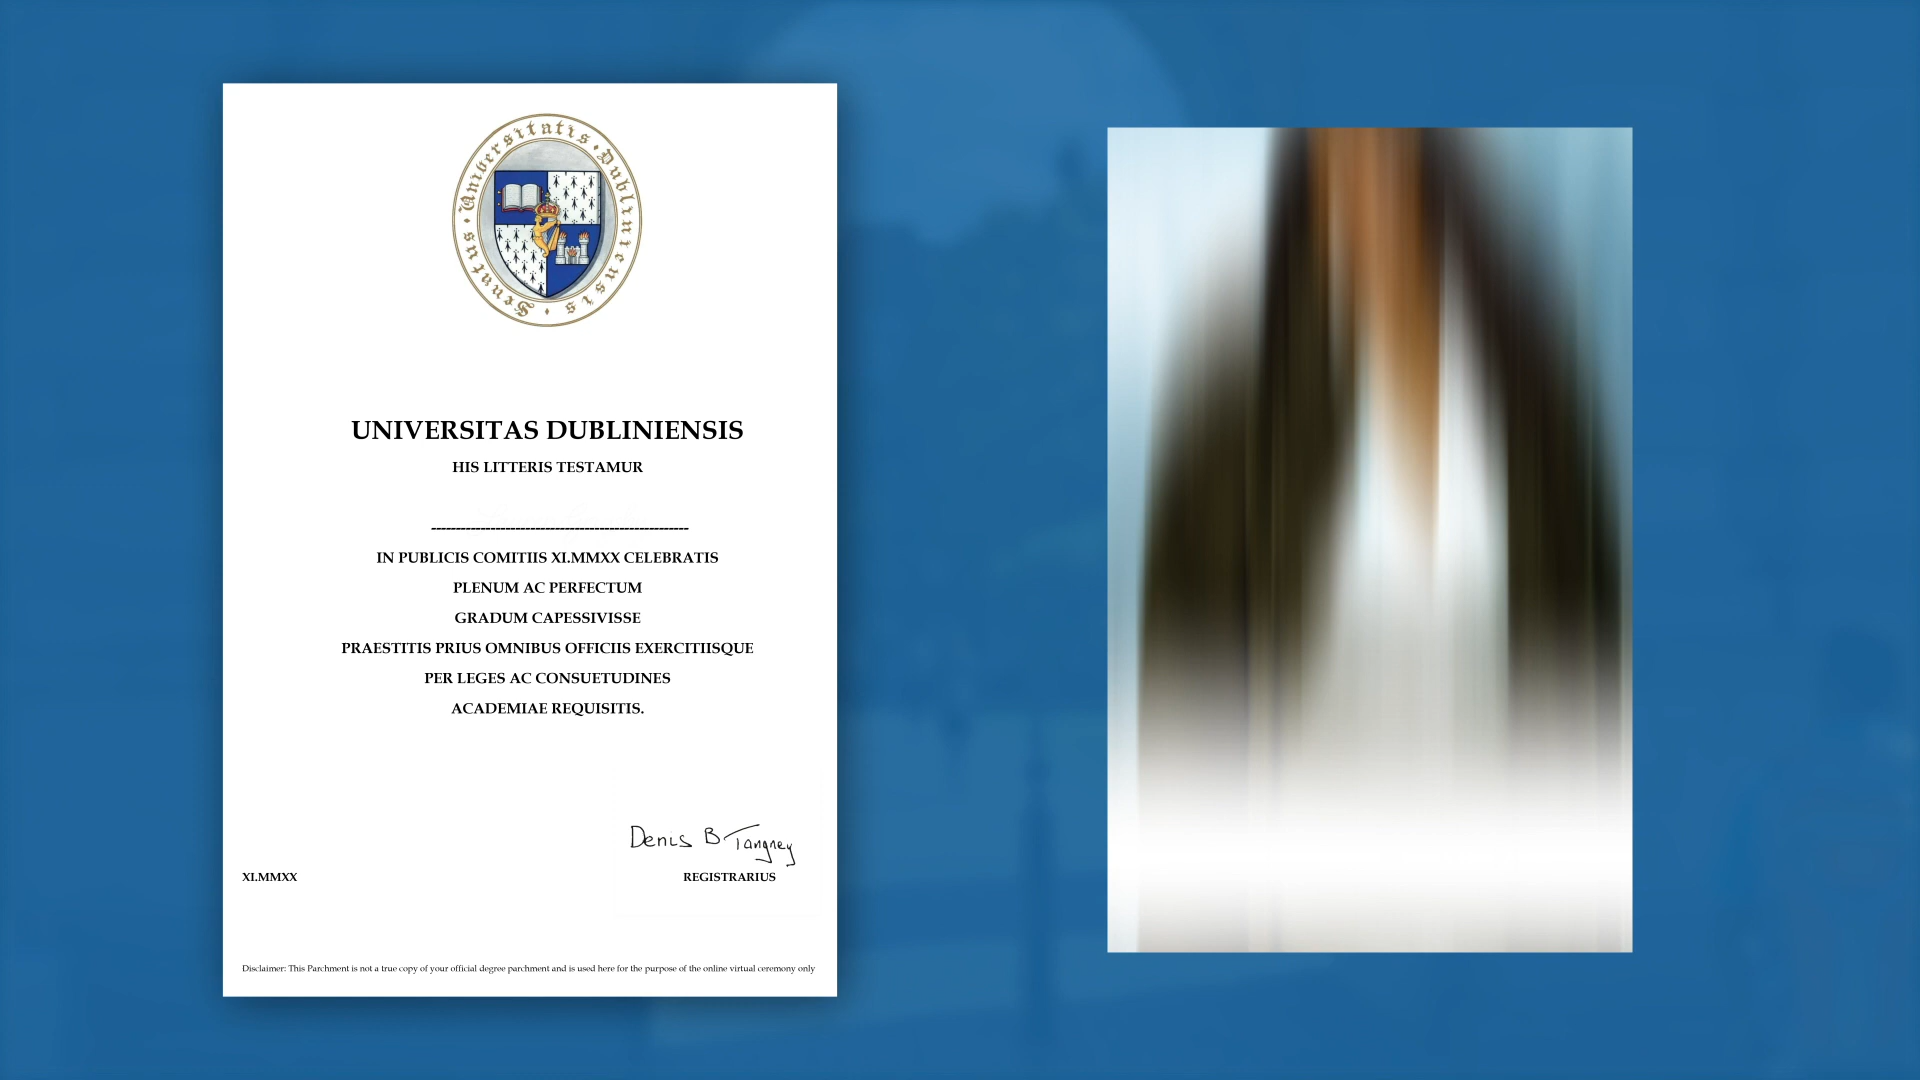 Senatus · Universitatis · Dubliniensis ·
UNIVERSITAS DUBLINIENSIS
HIS LITTERIS TESTAMUR
----------------------------------------------------
IN PUBLICIS COMITIIS XI.MMXX CELEBRATIS
PLENUM AC PERFECTUM
GRADUM CAPESSIVISSE
PRAESTITIS PRIUS OMNIBUS OFFICIIS EXERCITIISQUE
PER LEGES AC CONSUETUDINES
ACADEMIAE REQUISITIS.
Denis B Tangney
XI.MMXX REGISTRARIUS
Disclaimer: This Parchment is not a true copy of your official degree parchment and is used here for the purpose of the online virtual ceremony only